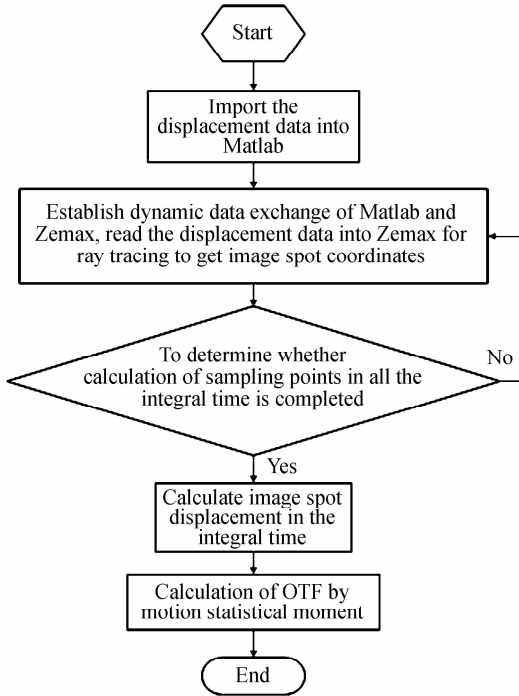 Start
Import the
displacement data into
Matlab
Establish dynamic data exchange of Matlab and
Zemax, read the displacement data into Zemax for
ray tracing to get image spot coordinates
To determine whether
calculation of sampling points in all the
integral time is completed
No
Yes
Calculate image spot
displacement in the
integral time
Calculation of OTF by
motion statistical moment
End